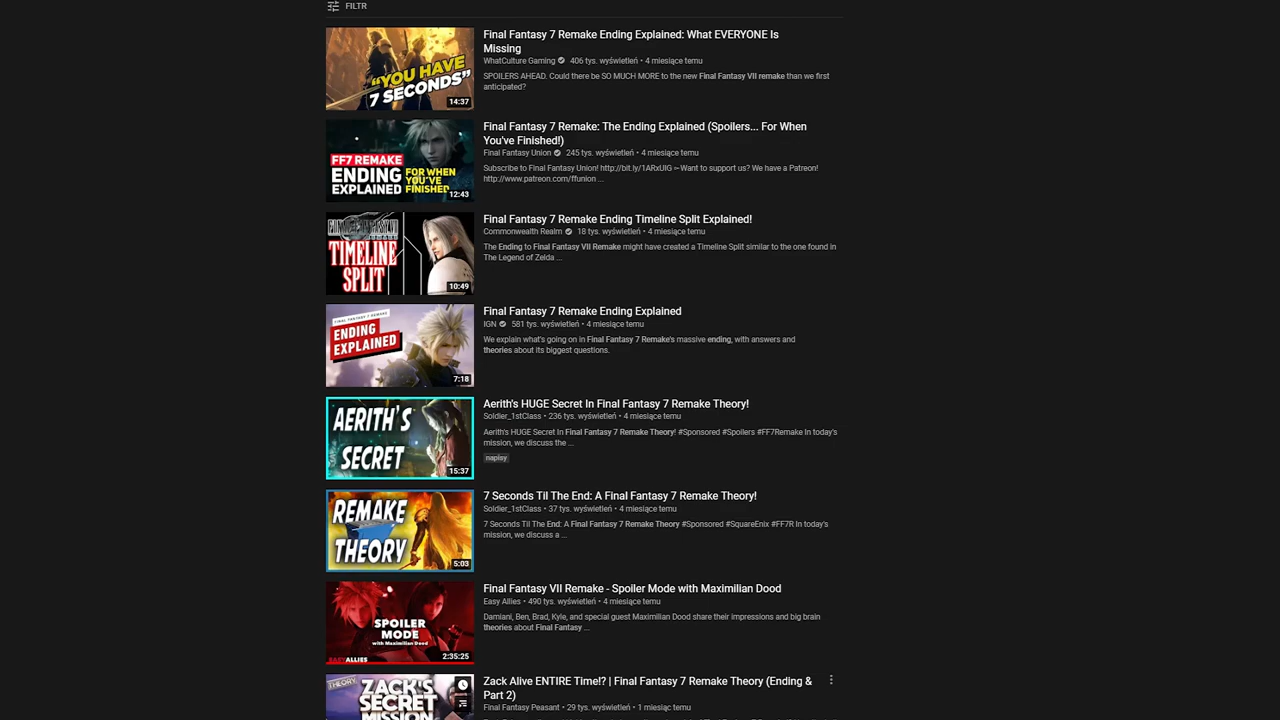 FILTR
"YOU HAVE
7 SECONDS"
14:37
Final Fantasy 7 Remake Ending Explained: What EVERYONE Is
Missing
WhatCulture Gaming 406 tys. wyświetleń • 4 miesiące temu
SPOILERS AHEAD. Could there be SO MUCH MORE to the new Final Fantasy VII remake than we first
anticipated?
FF7 REMAKE
ENDING
EXPLAINED
FOR WHEN
YOU'VE
FINISHED
12:43
Final Fantasy 7 Remake: The Ending Explained (Spoilers... For When
You've Finished!)
Final Fantasy Union 245 tys. wyświetleń • 4 miesiące temu
Subscribe to Final Fantasy Union! http://bit.ly/1ARxUIG ➳Want to support us? We have a Patreon!
http://www.patreon.com/ffunion ...
FINAL FANTASY VII
TIMELINE
SPLIT
10:49
Final Fantasy 7 Remake Ending Timeline Split Explained!
Commonwealth Realm 18 tys. wyświetleń • 4 miesiące temu
The Ending to Final Fantasy VII Remake might have created a Timeline Split similar to the one found in
The Legend of Zelda ...
FINAL FANTASY 7 REMAKE
ENDING
EXPLAINED
7:18
Final Fantasy 7 Remake Ending Explained
IGN 581 tys. wyświetleń • 4 miesiące temu
We explain what's going on in Final Fantasy 7 Remake's massive ending, with answers and
theories about its biggest questions.
AERITH'S
SECRET
15:37
Aerith's HUGE Secret In Final Fantasy 7 Remake Theory!
Soldier_1stClass • 236 tys. wyświetleń • 4 miesiące temu
Aerith's HUGE Secret In Final Fantasy 7 Remake Theory! #Sponsored #Spoilers #FF7Remake In today's
mission, we discuss the ...
napisy
REMAKE
THEORY
5:03
7 Seconds Til The End: A Final Fantasy 7 Remake Theory!
Soldier_1stClass • 37 tys. wyświetleń • 4 miesiące temu
7 Seconds Til The End: A Final Fantasy 7 Remake Theory #Sponsored #SquareEnix #FF7R In today's
mission, we discuss a ...
SPOILER
MODE
with Maximilian Dood
EASYALLIES
2:35:25
Final Fantasy VII Remake - Spoiler Mode with Maximilian Dood
Easy Allies • 490 tys. wyświetleń • 4 miesiące temu
Damiani, Ben, Brad, Kyle, and special guest Maximilian Dood share their impressions and big brain
theories about Final Fantasy ...
THEORY
ZACK'S
SECRET
MISSION
Zack Alive ENTIRE Time!? | Final Fantasy 7 Remake Theory (Ending &
Part 2)
Final Fantasy Peasant • 29 tys. wyświetleń • 1 miesiąc temu